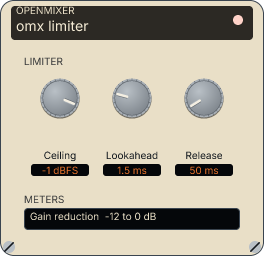 OPENMIXER
omx limiter
LIMITER
Ceiling Lookahead Release
-1 dBFS 1.5 ms 50 ms
METERS
Gain reduction -12 to 0 dB